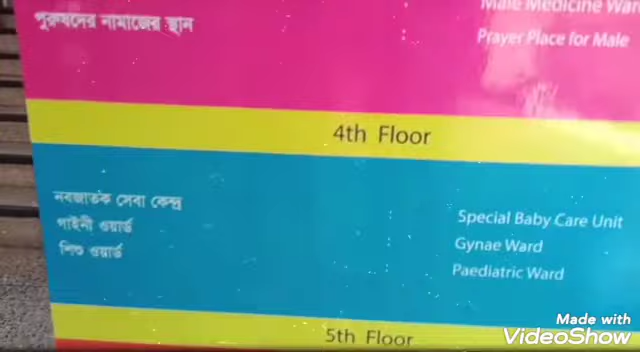 Male Medicine Ward
পুরুষদের নামাজের স্থান
Prayer Place for Male
4th Floor
নবজাতক সেবা কেন্দ্র
Special Baby Care Unit
গাইনী ওয়ার্ড
Gynae Ward
শিশু ওয়ার্ড
Paediatric Ward
5th Floor
Made with
VideoShow